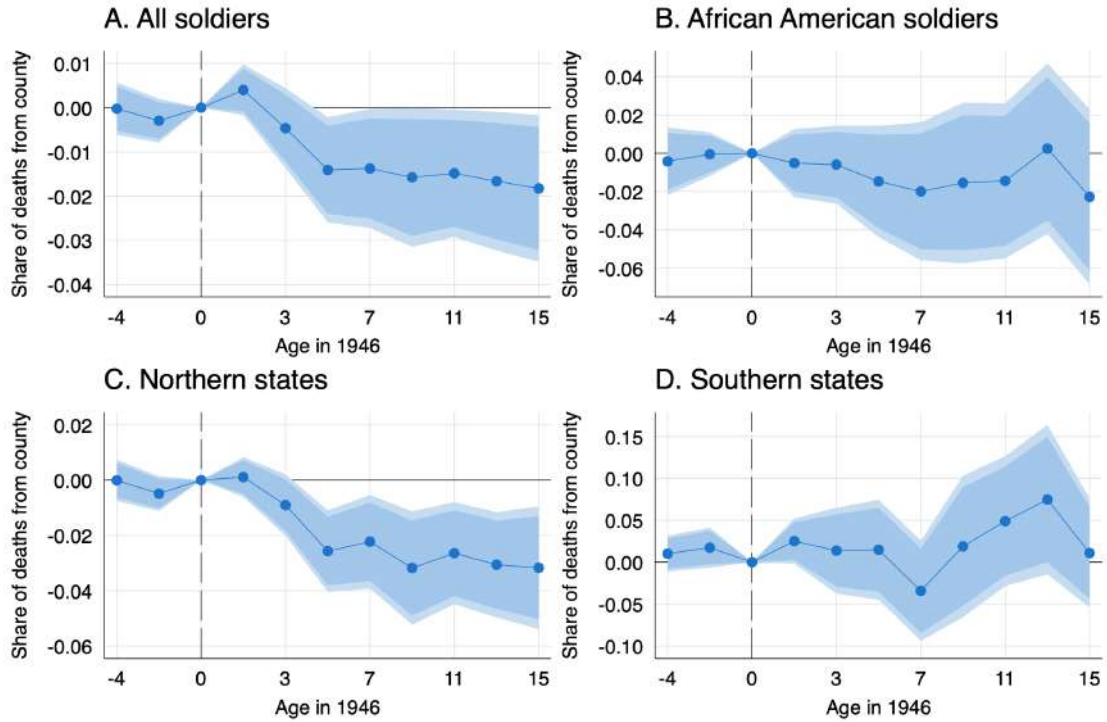 A. All soldiers
Share of deaths from county
0.01
0.00
-0.01
-0.02
-0.03
-0.04
-4 0 3 7 11 15
Age in 1946
B. African American soldiers
Share of deaths from county
0.04
0.02
0.00
-0.02
-0.04
-0.06
-4 0 3 7 11 15
Age in 1946
C. Northern states
Share of deaths from county
0.02
0.00
-0.02
-0.04
-0.06
-4 0 3 7 11 15
Age in 1946
D. Southern states
Share of deaths from county
0.15
0.10
0.05
0.00
-0.05
-0.10
-4 0 3 7 11 15
Age in 1946